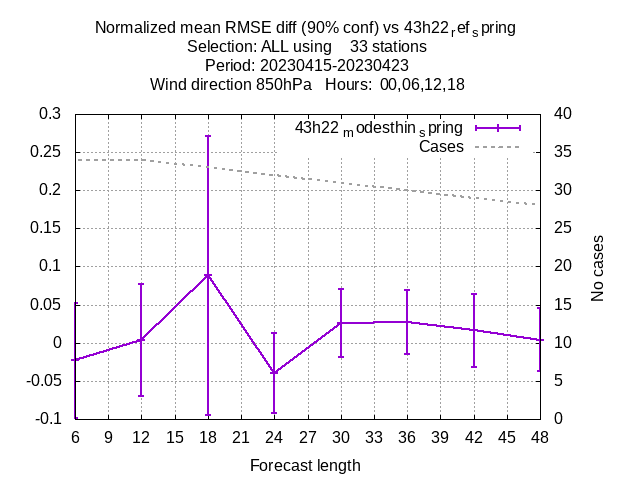 Normalized mean RMSE diff (90% conf) vs 43h22refspring
Selection: ALL using 33 stations
Period: 20230415-20230423
Wind direction 850hPa Hours: 00,06,12,18
43h22modesthinspring
Cases
0.3 40
0.25 35
0.2 30
0.15 25
0.1 20
0.05 15
0 10
-0.05 5
-0.1 0
No cases
6 9 12 15 18 21 24 27 30 33 36 39 42 45 48
Forecast length